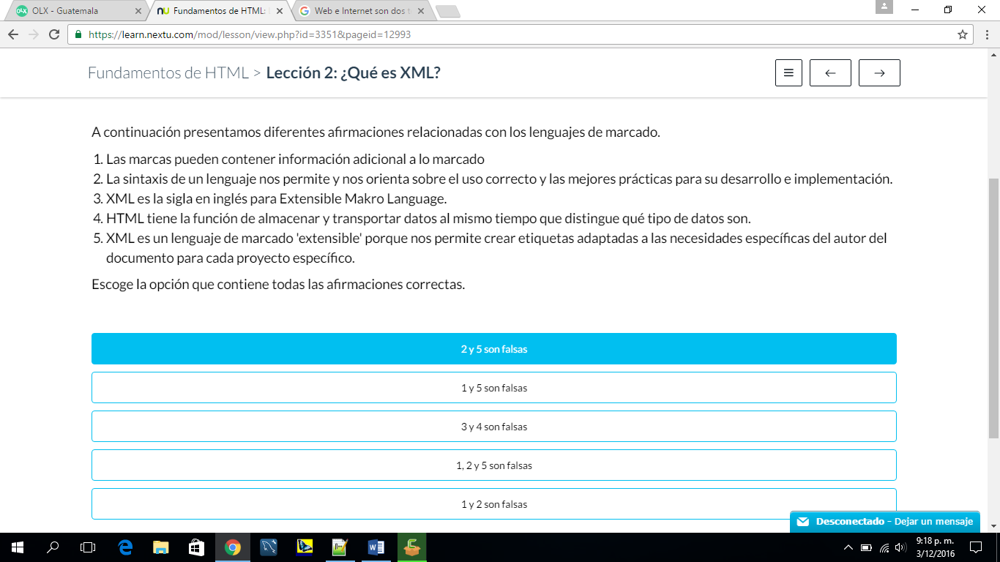 OLX - Guatemala
Fundamentos de HTML:
Web e Internet son dos t
https://learn.nextu.com/mod/lesson/view.php?id=3351&pageid=12993
Fundamentos de HTML > Lección 2: ¿Qué es XML?
A continuación presentamos diferentes afirmaciones relacionadas con los lenguajes de marcado.
1. Las marcas pueden contener información adicional a lo marcado
2. La sintaxis de un lenguaje nos permite y nos orienta sobre el uso correcto y las mejores prácticas para su desarrollo e implementación.
3. XML es la sigla en inglés para Extensible Makro Language.
4. HTML tiene la función de almacenar y transportar datos al mismo tiempo que distingue qué tipo de datos son.
5. XML es un lenguaje de marcado 'extensible' porque nos permite crear etiquetas adaptadas a las necesidades específicas del autor del
documento para cada proyecto específico.
Escoge la opción que contiene todas las afirmaciones correctas.
2 y 5 son falsas
1 y 5 son falsas
3 y 4 son falsas
1, 2 y 5 son falsas
1 y 2 son falsas
Desconectado - Dejar un mensaje
9:18 p. m.
3/12/2016